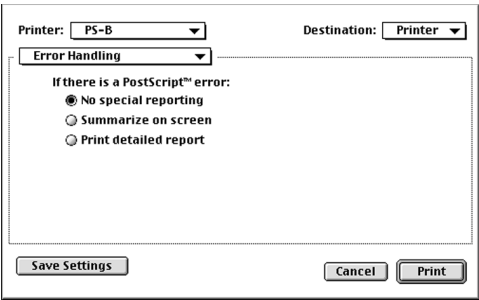 Printer: PS-B Destination: Printer
Error Handling
If there is a PostScript™ error:
No special reporting
Summarize on screen
Print detailed report
Save Settings
Cancel Print